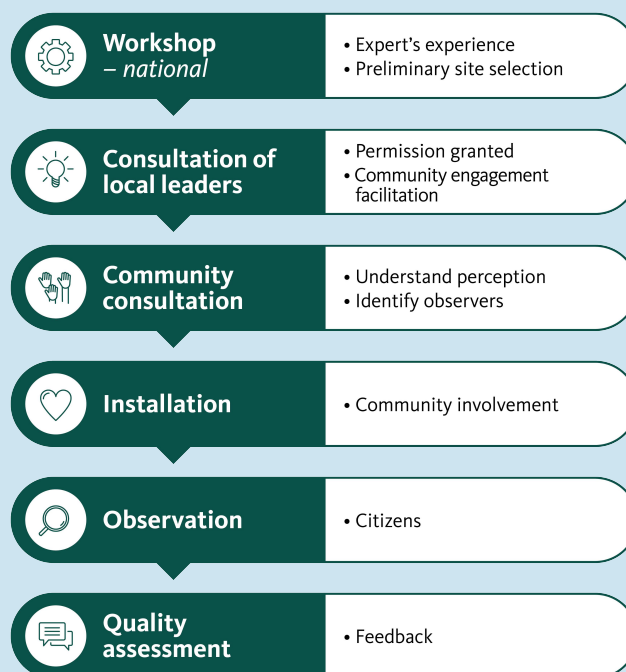 Workshop
– national
• Expert's experience
• Preliminary site selection
Consultation of
local leaders
• Permission granted
• Community engagement
facilitation
Community
consultation
• Understand perception
• Identify observers
Installation
• Community involvement
Observation
• Citizens
Quality
assessment
• Feedback